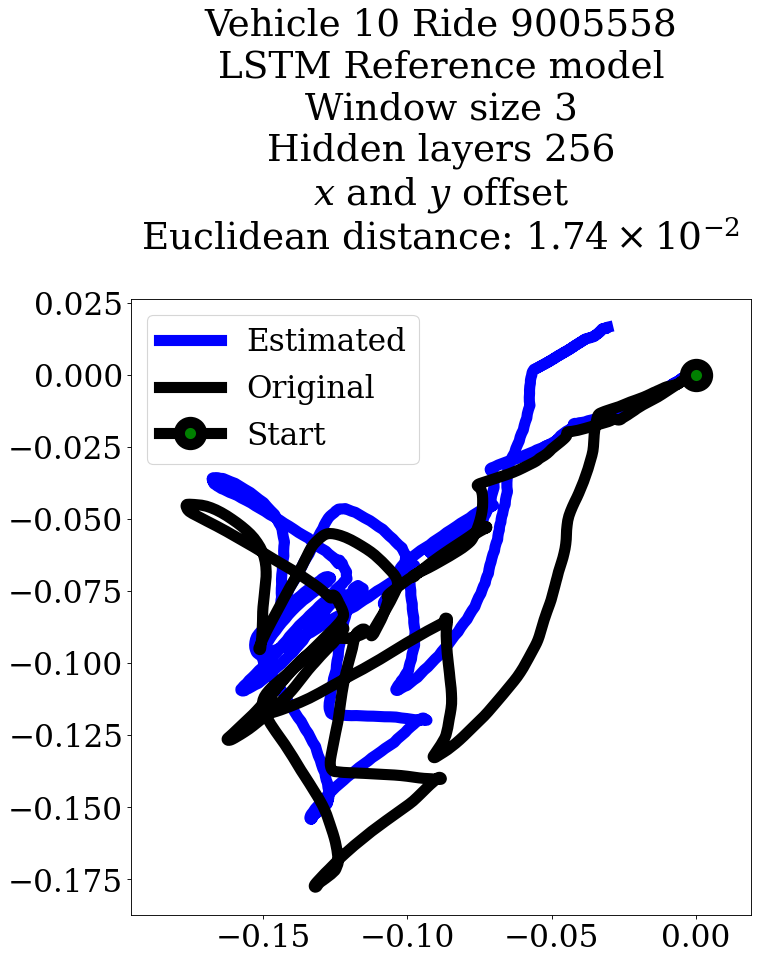 Vehicle 10 Ride 9005558
LSTM Reference model
Window size 3
Hidden layers 256
x and y offset
Euclidean distance: 1.74 × 10⁻²
0.025
0.000
−0.025
−0.050
−0.075
−0.100
−0.125
−0.150
−0.175
Estimated
Original
Start
−0.15
−0.10
−0.05
0.00